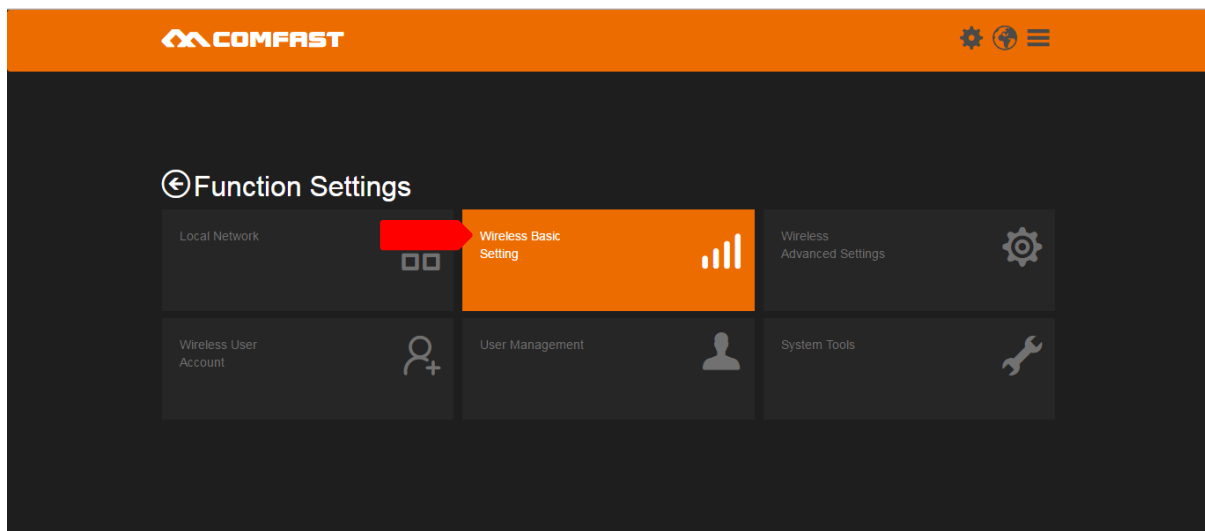 COMFAST
Function Settings
Local Network
Wireless Basic
Setting
Wireless
Advanced Settings
Wireless User
Account
User Management
System Tools